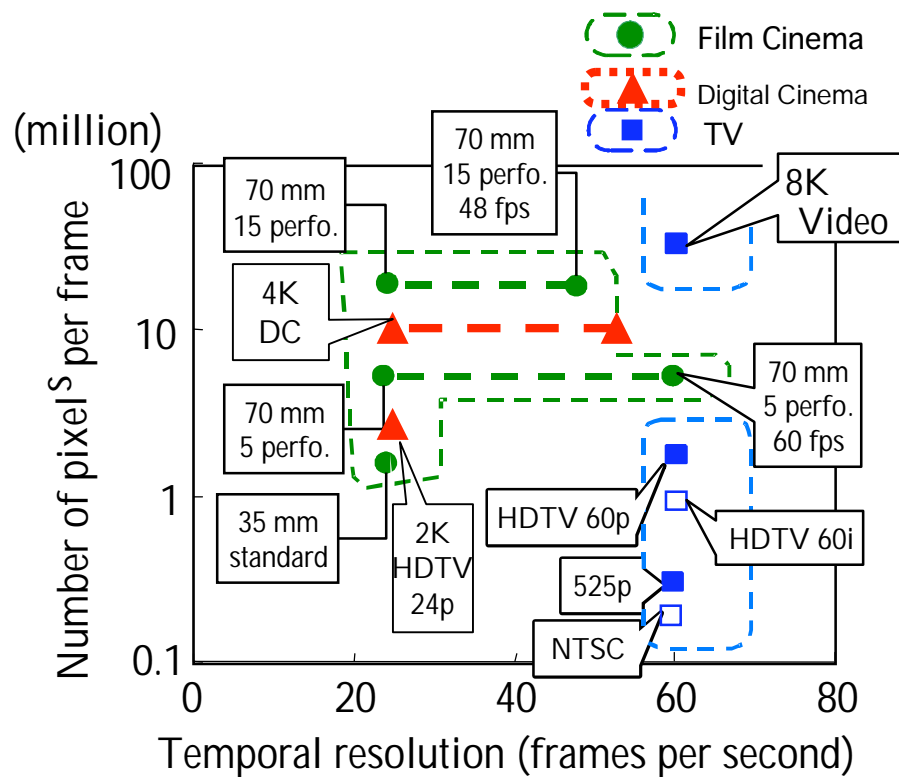 Film Cinema
Digital Cinema
TV
(million)
100
10
1
0.1
Number of pixels per frame
70 mm
15 perfo.
70 mm
15 perfo.
48 fps
8K
Video
4K
DC
70 mm
5 perfo.
70 mm
5 perfo.
60 fps
35 mm
standard
2K
HDTV
24p
HDTV 60p
HDTV 60i
525p
NTSC
0
20
40
60
80
Temporal resolution (frames per second)